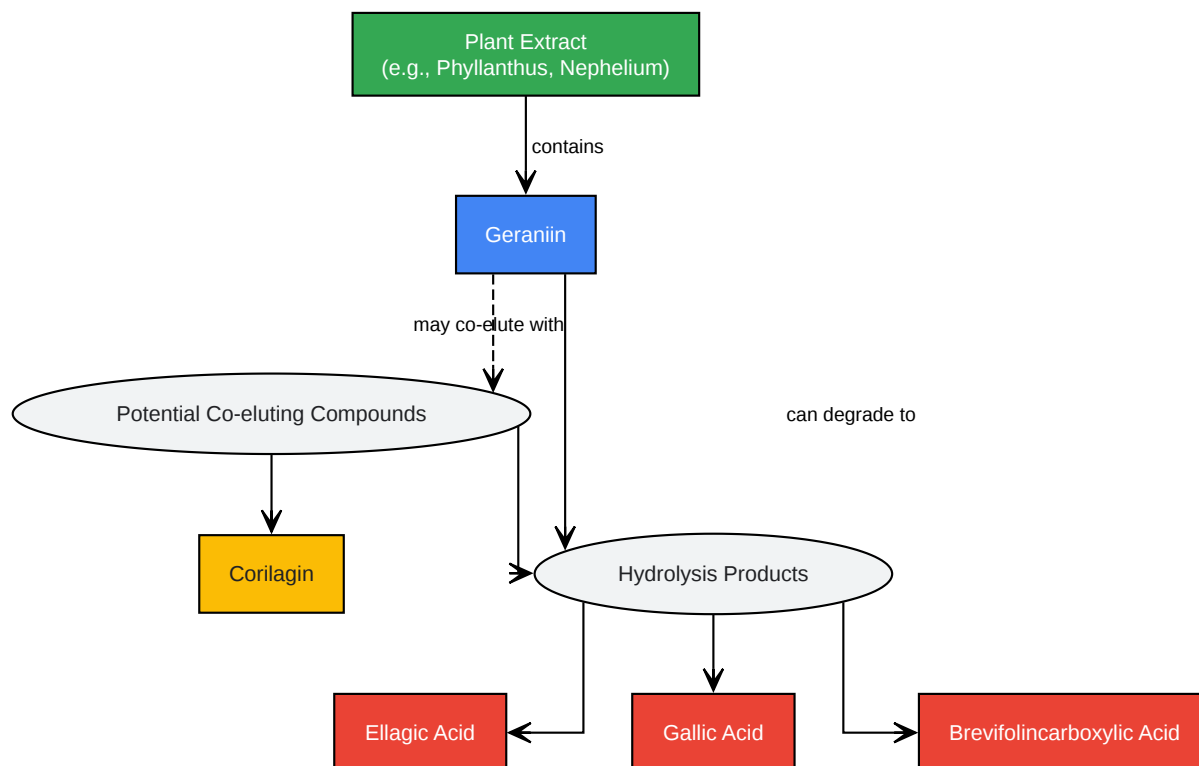 Plant Extract
(e.g., Phyllanthus, Nephelium)
contains
Geraniin
may co-elute with
Potential Co-eluting Compounds
can degrade to
Corilagin
Hydrolysis Products
Ellagic Acid
Gallic Acid
Brevifolincarboxylic Acid